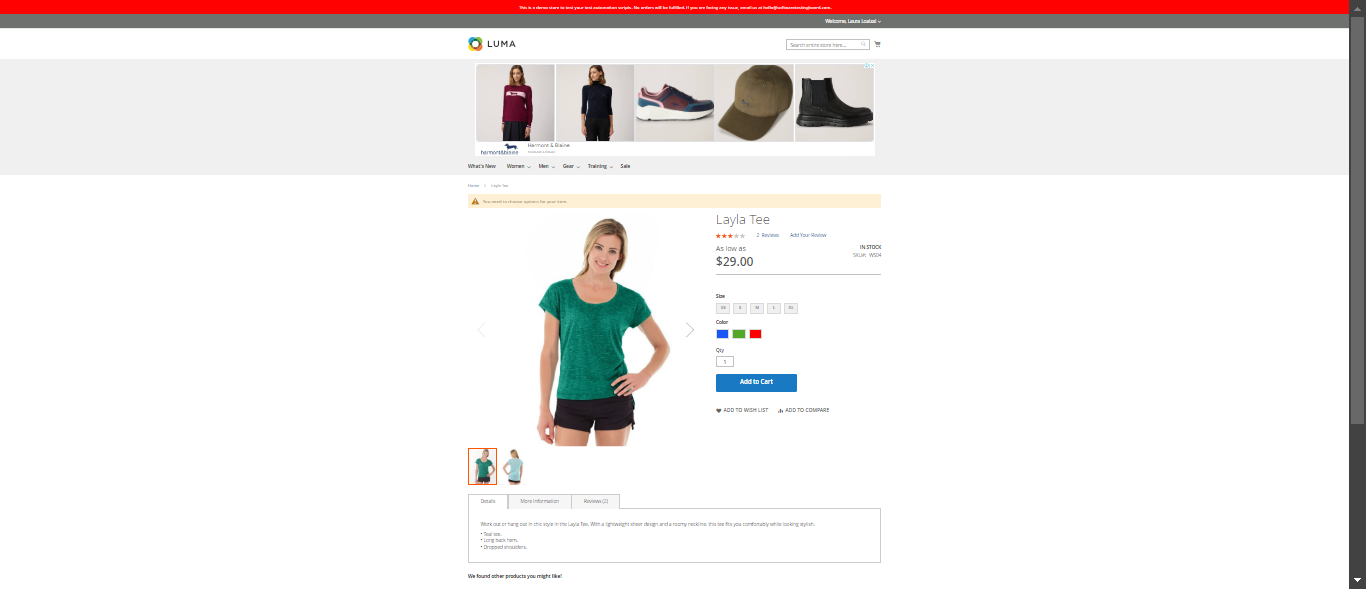 This is a demo store to test your test automation scripts. No orders will be fulfilled. If you are facing any issue, email us at hello@softwaretestingboard.com.
Welcome, Laura Loatod
LUMA
Search entire store here...
harmont&blaine
Harmont & Blaine
What's New Women Men Gear Training Sale
Home Layla Tee
You need to choose options for your item.
Layla Tee
2 Reviews Add Your Review
As low as
$29.00
IN STOCK
SKU#: WS04
Size
XS S M L XL
Color
Qty
1
Add to Cart
ADD TO WISH LIST ADD TO COMPARE
Details More Information Reviews (2)
Work out or hang out in chic style in the Layla Tee. With a lightweight sheer design and a roomy neckline, this tee fits you comfortably while looking stylish.
• Teal tee.
• Long back hem.
• Dropped shoulders.
We found other products you might like!